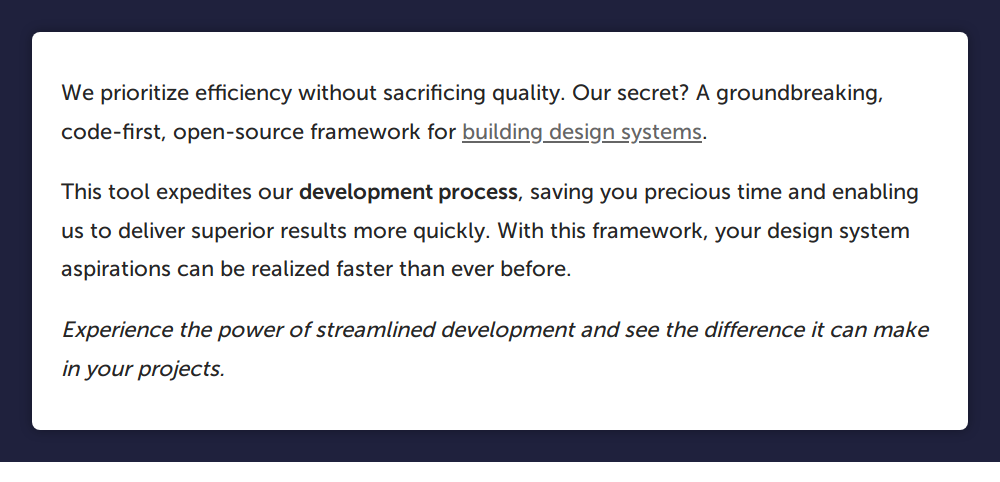 We prioritize efficiency without sacrificing quality. Our secret? A groundbreaking,
code-first, open-source framework for building design systems.
This tool expedites our development process, saving you precious time and enabling
us to deliver superior results more quickly. With this framework, your design system
aspirations can be realized faster than ever before.
Experience the power of streamlined development and see the difference it can make
in your projects.